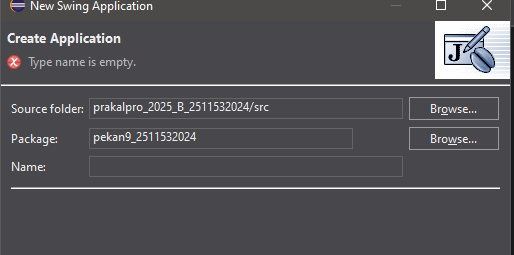 New Swing Application
Create Application
Type name is empty.
Source folder: prakalpro_2025_B_2511532024/src Browse...
Package: pekan9_2511532024 Browse...
Name: